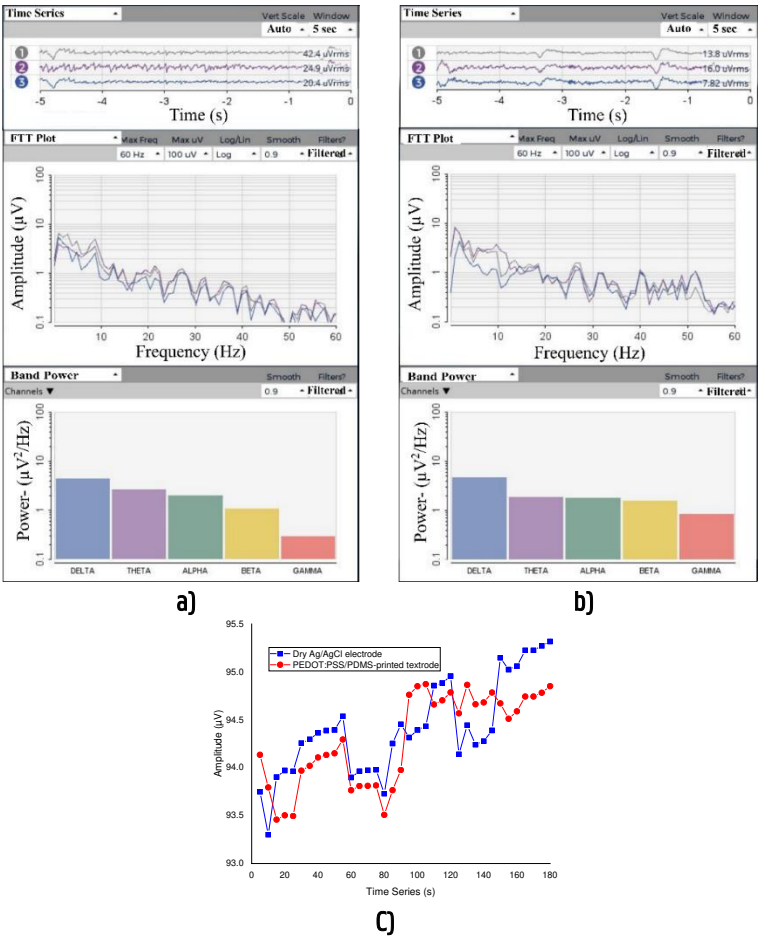 Time Series
Vert Scale Window
Auto 5 sec
1 42.4 uVrms
2 24.9 uVrms
3 20.4 uVrms
-5 -4 -3 -2 -1 0
Time (s)
FTT Plot
Max Freq Max uV Log/Lin Smooth Filters?
60 Hz 100 uV Log 0.9 Filtered
Amplitude (µV)
100
10
1
0.1
10 20 30 40 50 60
Frequency (Hz)
Band Power
Smooth Filters?
Channels ▼ 0.9 Filtered
Power- (µV²/Hz)
100
10
1
0.1
DELTA THETA ALPHA BETA GAMMA
a)
Time Series
Vert Scale Window
Auto 5 sec
1 13.8 uVrms
2 16.0 uVrms
3 7.82 uVrms
-5 -4 -3 -2 -1 0
Time (s)
FTT Plot
Max Freq Max uV Log/Lin Smooth Filters?
60 Hz 100 uV Log 0.9 Filtered
Amplitude (µV)
100
10
1
0.1
10 20 30 40 50 60
Frequency (Hz)
Band Power
Smooth Filters?
Channels ▼ 0.9 Filtered
Power- (µV²/Hz)
100
10
1
0.1
DELTA THETA ALPHA BETA GAMMA
b)
Dry Ag/AgCl electrode
PEDOT:PSS/PDMS-printed textrode
Amplitude (µV)
95.5
95.0
94.5
94.0
93.5
93.0
0 20 40 60 80 100 120 140 160 180
Time Series (s)
C)